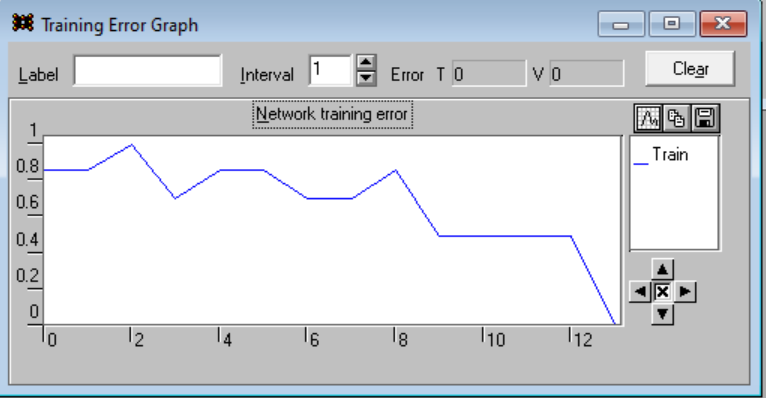 Training Error Graph
Label Interval 1 Error T 0 V 0 Clear
Network training error
Train
1
0.8
0.6
0.4
0.2
0
0 2 4 6 8 10 12